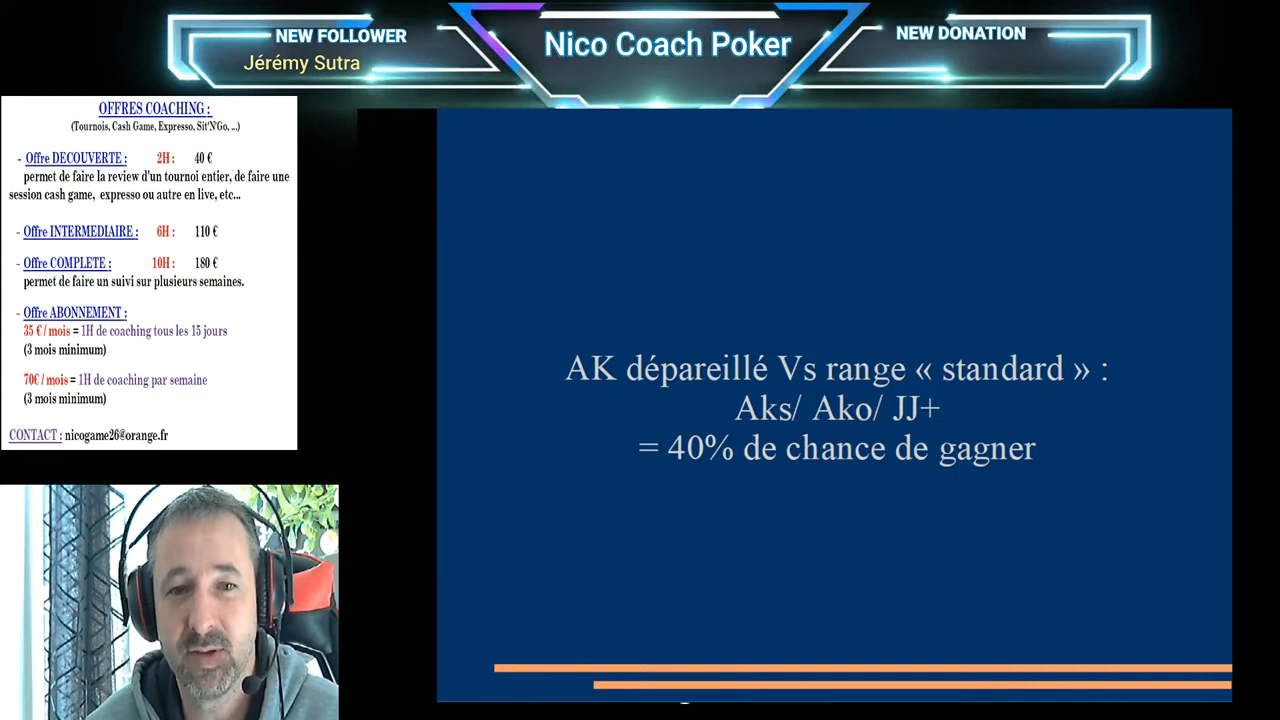 NEW FOLLOWER
Jérémy Sutra
Nico Coach Poker
NEW DONATION
OFFRES COACHING :
(Tournois, Cash Game, Expresso, Sit'N'Go, ...)
- Offre DECOUVERTE : 2H : 40 €
permet de faire la review d'un tournoi entier, de faire une
session cash game, expresso ou autre en live, etc...
- Offre INTERMEDIAIRE : 6H : 110 €
- Offre COMPLETE : 10H : 180 €
permet de faire un suivi sur plusieurs semaines.
- Offre ABONNEMENT :
35 € / mois = 1H de coaching tous les 15 jours
(3 mois minimum)
70€ / mois = 1H de coaching par semaine
(3 mois minimum)
CONTACT : nicogame26@orange.fr
AK dépareillé Vs range « standard » :
Aks/ Ako/ JJ+
= 40% de chance de gagner